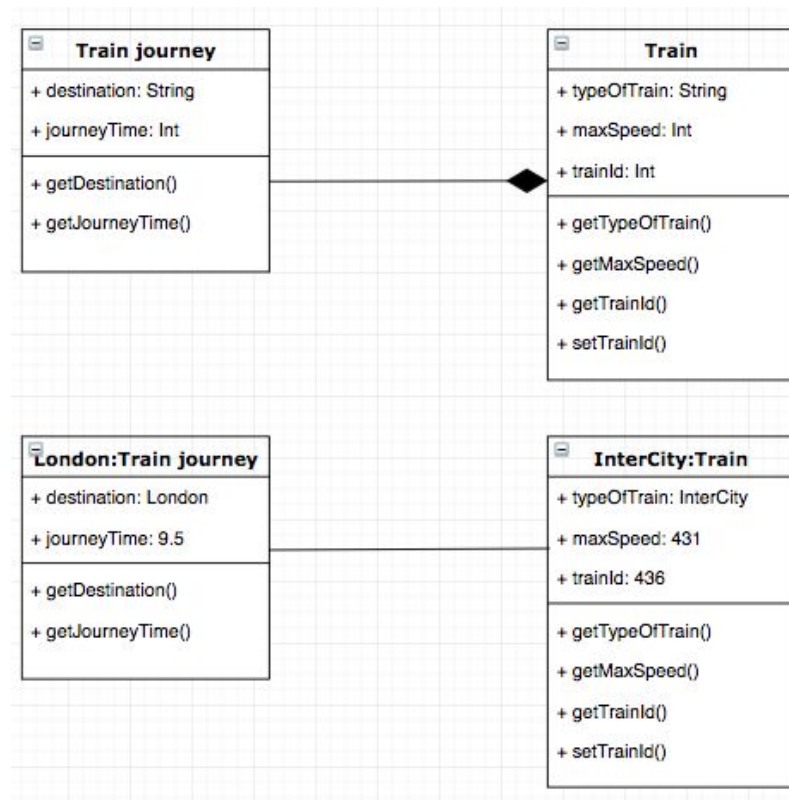 Train journey
+ destination: String
+ journeyTime: Int
+ getDestination()
+ getJourneyTime()
Train
+ typeOfTrain: String
+ maxSpeed: Int
+ trainId: Int
+ getTypeOfTrain()
+ getMaxSpeed()
+ getTrainId()
+ setTrainId()
London:Train journey
+ destination: London
+ journeyTime: 9.5
+ getDestination()
+ getJourneyTime()
InterCity:Train
+ typeOfTrain: InterCity
+ maxSpeed: 431
+ trainId: 436
+ getTypeOfTrain()
+ getMaxSpeed()
+ getTrainId()
+ setTrainId()